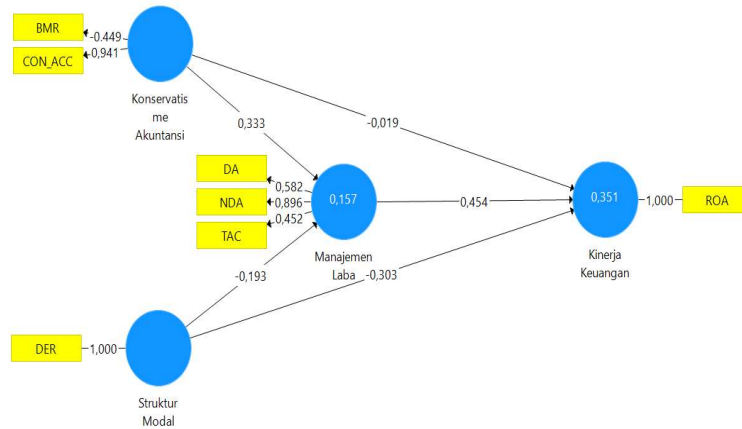 BMR
-0.449
CON_ACC
0,941
Konservatis
me
Akuntansi
-0,019
0,333
DA
0,582
NDA
0,896
TAC
0,452
0,157
Manajemen
Laba
0,454
0,351
Kinerja
Keuangan
1,000
ROA
-0,193
-0,303
DER
1,000
Struktur
Modal